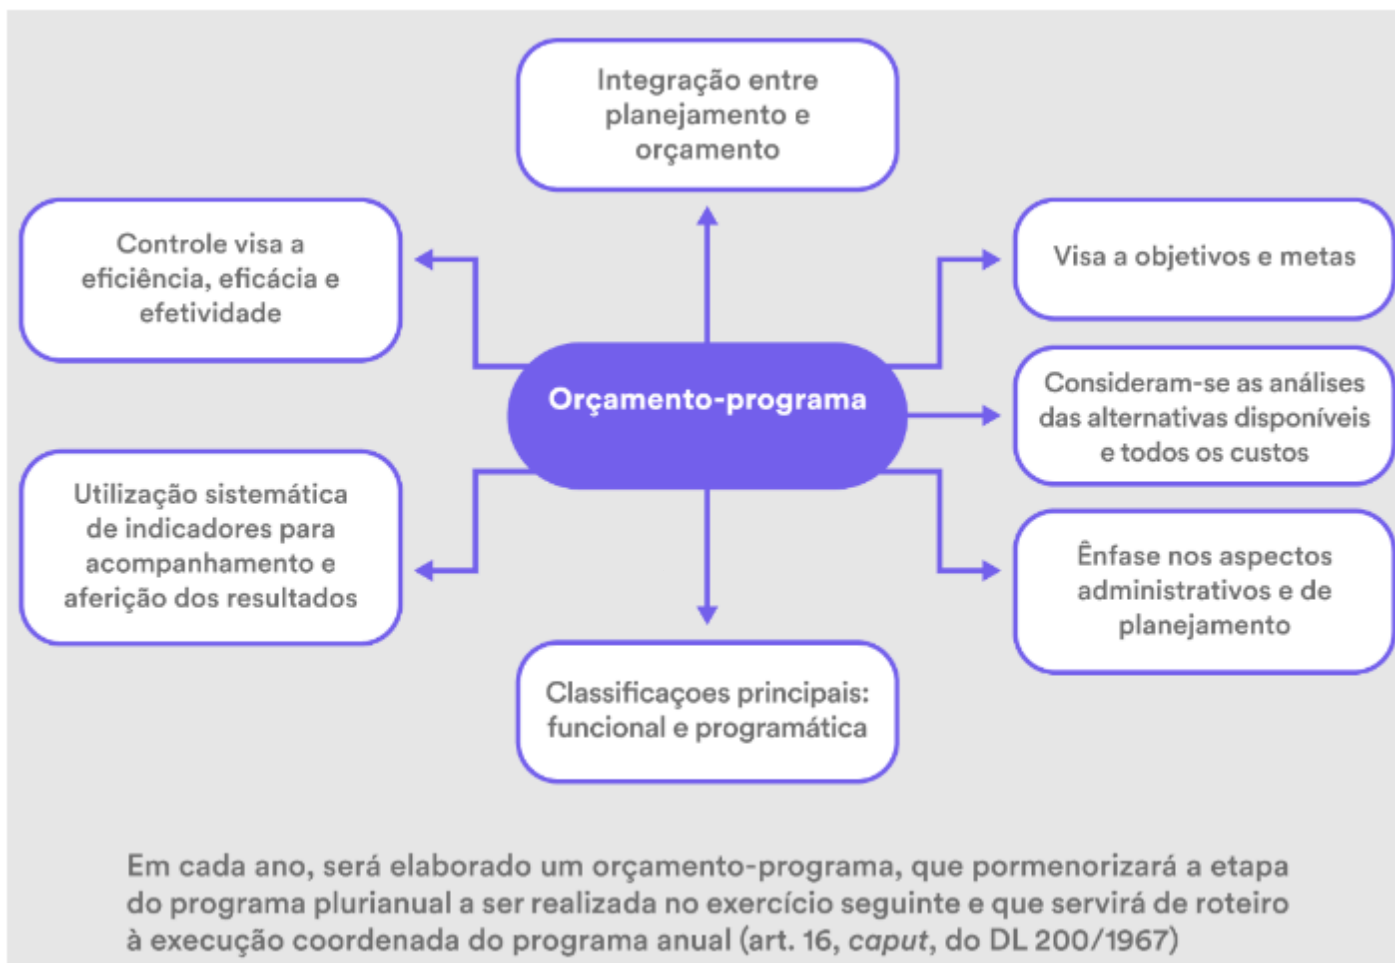 Integração entre
planejamento e
orçamento
Controle visa a
eficiência, eficácia e
efetividade
Visa a objetivos e metas
Orçamento-programa
Consideram-se as análises
das alternativas disponíveis
e todos os custos
Utilização sistemática
de indicadores para
acompanhamento e
aferição dos resultados
Ênfase nos aspectos
administrativos e de
planejamento
Classificaçoes principais:
funcional e programática
Em cada ano, será elaborado um orçamento-programa, que pormenorizará a etapa
do programa plurianual a ser realizada no exercício seguinte e que servirá de roteiro
à execução coordenada do programa anual (art. 16, caput, do DL 200/1967)